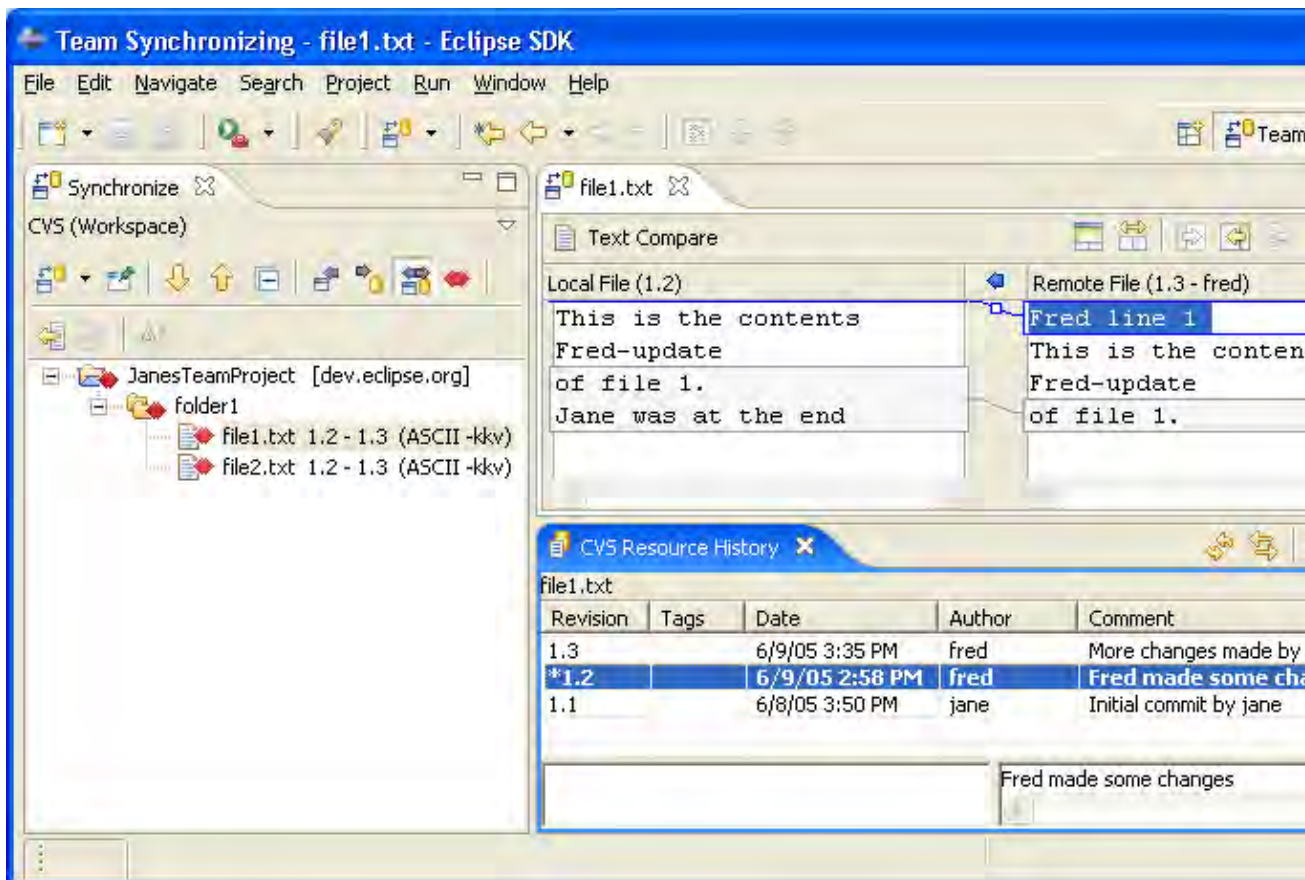 Team Synchronizing - file1.txt - Eclipse SDK
File Edit Navigate Search Project Run Window Help
Team
Synchronize
CVS (Workspace)
JanesTeamProject [dev.eclipse.org]
folder1
file1.txt 1.2 - 1.3 (ASCII -kkv)
file2.txt 1.2 - 1.3 (ASCII -kkv)
file1.txt
Text Compare
Local File (1.2)
This is the contents
Fred-update
of file 1.
Jane was at the end
Remote File (1.3 - fred)
Fred line 1
This is the conten
Fred-update
of file 1.
CVS Resource History
file1.txt
Revision Tags Date Author Comment
1.3 6/9/05 3:35 PM fred More changes made by
*1.2 6/9/05 2:58 PM fred Fred made some cha
1.1 6/8/05 3:50 PM jane Initial commit by jane
Fred made some changes